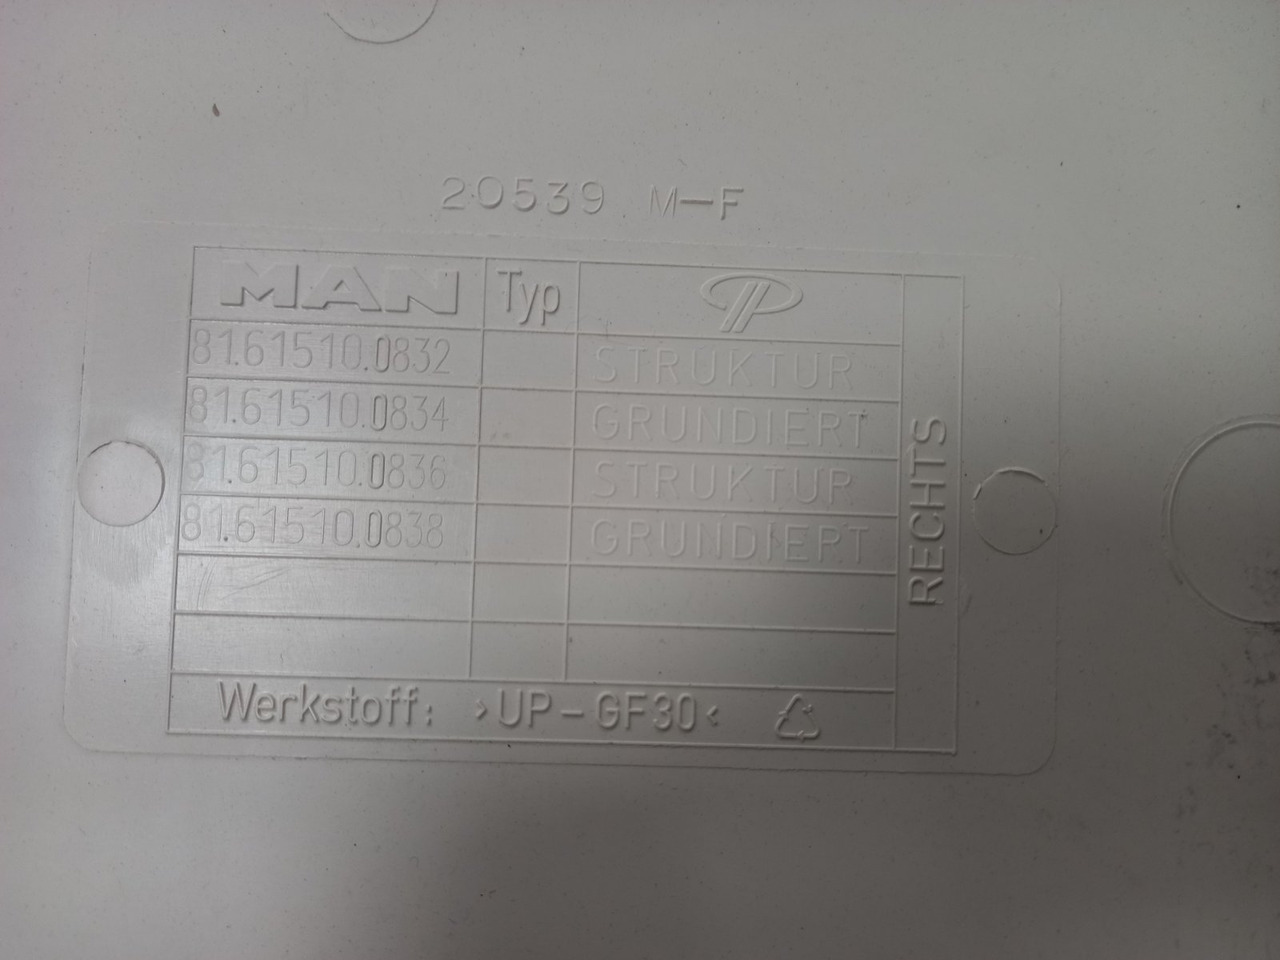 20539 M-F
MAN Typ
81.61510.0832 STRUKTUR
81.61510.0834 GRUNDIERT
81.61510.0836 STRUKTUR
81.61510.0838 GRUNDIERT
RECHTS
Werkstoff: >UP-GF30<